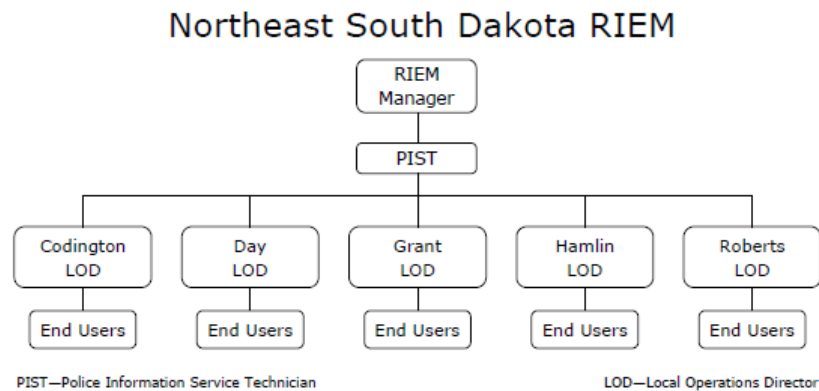 Northeast South Dakota RIEM
RIEM
Manager
PIST
Codington
LOD
Day
LOD
Grant
LOD
Hamlin
LOD
Roberts
LOD
End Users
End Users
End Users
End Users
End Users
PIST—Police Information Service Technician
LOD—Local Operations Director